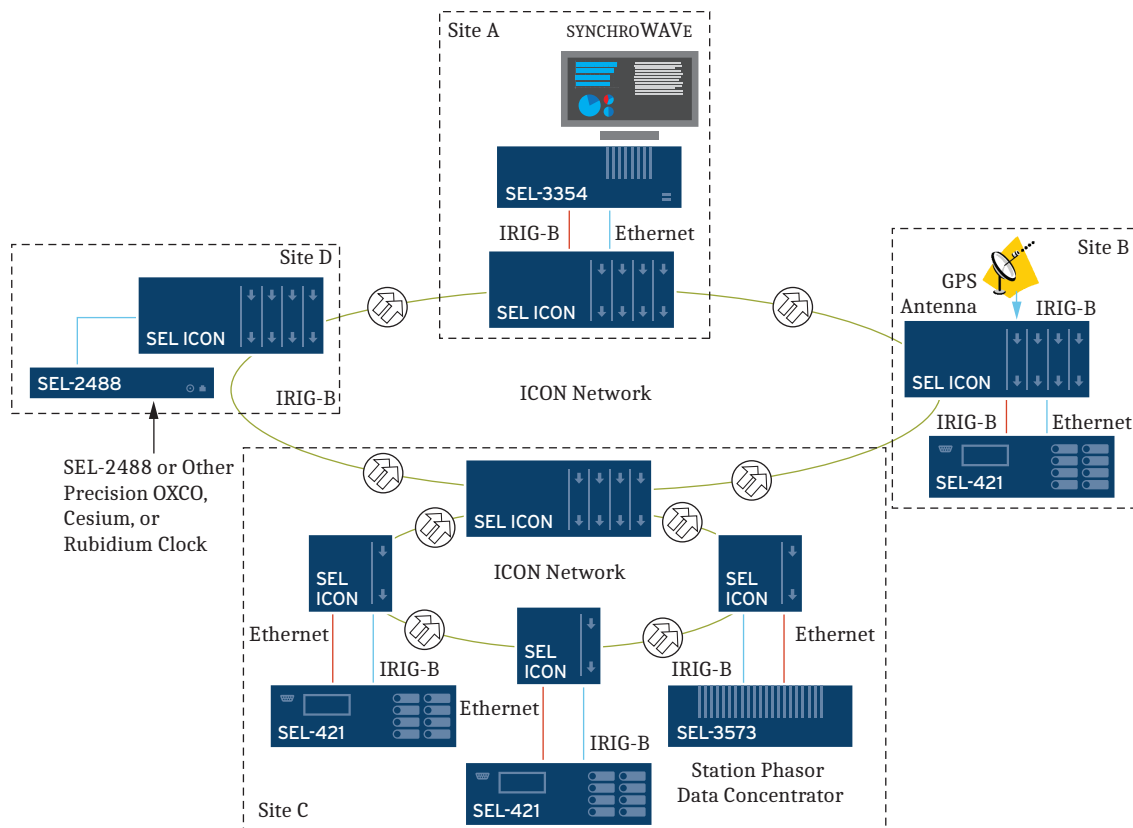 Site A
SYNCHROWAVE
SEL-3354
IRIG-B
Ethernet
SEL ICON
Site D
SEL ICON
SEL-2488
IRIG-B
SEL-2488 or Other
Precision OXCO,
Cesium, or
Rubidium Clock
Site B
GPS
Antenna
IRIG-B
SEL ICON
IRIG-B
Ethernet
SEL-421
ICON Network
SEL ICON
ICON Network
SEL
ICON
SEL
ICON
SEL
ICON
Ethernet
IRIG-B
SEL-421
Ethernet
IRIG-B
SEL-421
IRIG-B
Ethernet
SEL-3573
Station Phasor
Data Concentrator
Site C